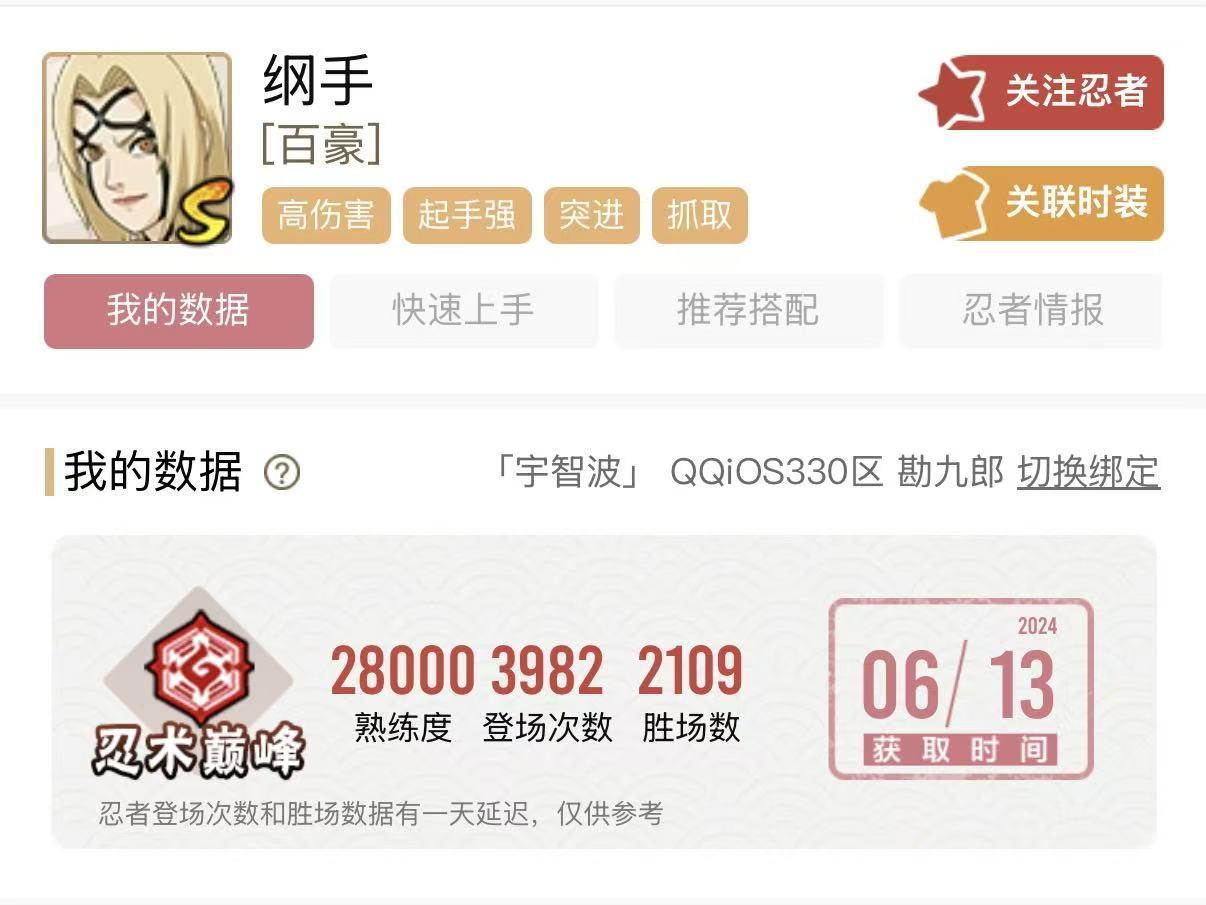 纲手
[百豪]
高伤害 起手强 突进 抓取
S
关注忍者
关联时装
我的数据 快速上手 推荐搭配 忍者情报
我的数据 ? 「宇智波」 QQiOS330区 勘九郎 切换绑定
忍术巅峰
28000 3982 2109
熟练度 登场次数 胜场数
2024
06/13
获取时间
忍者登场次数和胜场数据有一天延迟，仅供参考